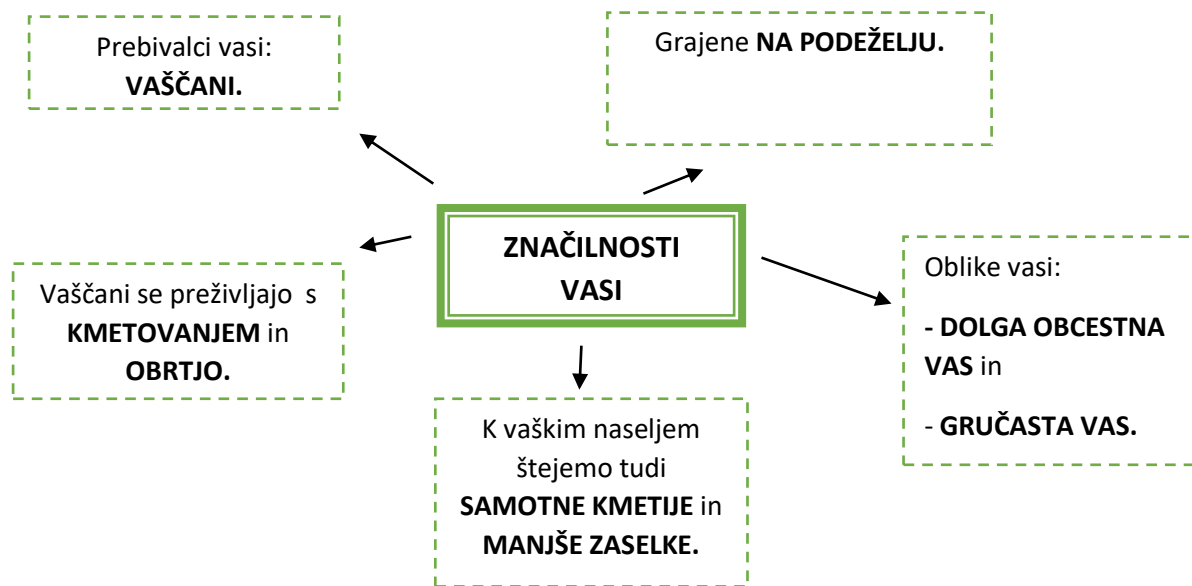 Prebivalci vasi:
VAŠČANI.
Grajene NA PODEŽELJU.
ZNAČILNOSTI
VASI
Vaščani se preživljajo s
KMETOVANJEM in
OBRTJO.
Oblike vasi:
- DOLGA OBCESTNA
VAS in
- GRUČASTA VAS.
K vaškim naseljem
štejemo tudi
SAMOTNE KMETIJE in
MANJŠE ZASELKE.